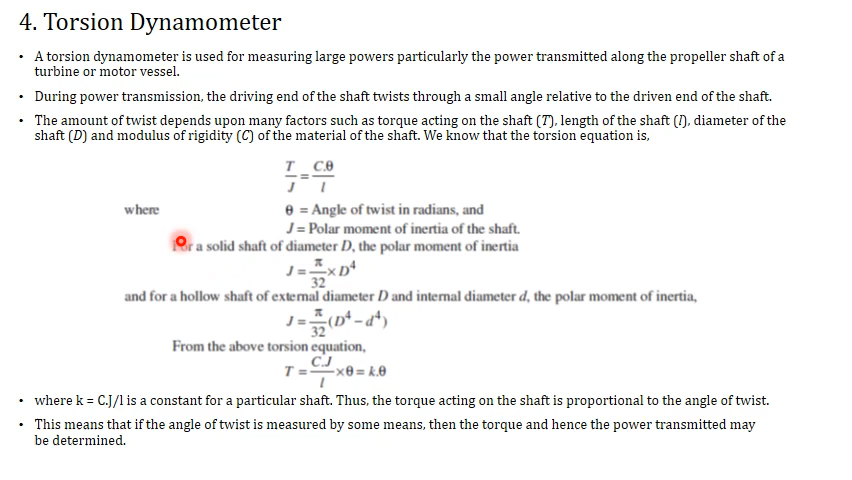 4. Torsion Dynamometer
• A torsion dynamometer is used for measuring large powers particularly the power transmitted along the propeller shaft of a
turbine or motor vessel.
• During power transmission, the driving end of the shaft twists through a small angle relative to the driven end of the shaft.
• The amount of twist depends upon many factors such as torque acting on the shaft (T), length of the shaft (l), diameter of the
shaft (D) and modulus of rigidity (C) of the material of the shaft. We know that the torsion equation is,
T/J = C.θ/l
where θ = Angle of twist in radians, and
J = Polar moment of inertia of the shaft.
For a solid shaft of diameter D, the polar moment of inertia
J = π/32 × D⁴
and for a hollow shaft of external diameter D and internal diameter d, the polar moment of inertia,
J = π/32 (D⁴ – d⁴)
From the above torsion equation,
T = C.J/l × θ = k.θ
• where k = C.J/l is a constant for a particular shaft. Thus, the torque acting on the shaft is proportional to the angle of twist.
• This means that if the angle of twist is measured by some means, then the torque and hence the power transmitted may
be determined.